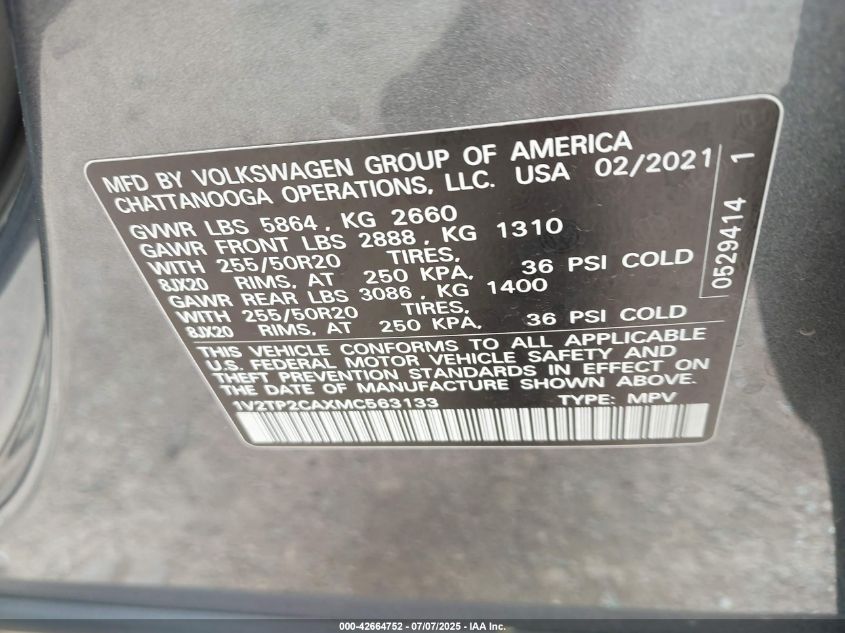 MFD BY VOLKSWAGEN GROUP OF AMERICA
CHATTANOOGA OPERATIONS, LLC. USA 02/2021
GVWR LBS 5864, KG 2660
GAWR FRONT LBS 2888, KG 1310
WITH 255/50R20 TIRES,
8JX20 RIMS, AT 250 KPA, 36 PSI COLD
GAWR REAR LBS 3086, KG 1400
WITH 255/50R20 TIRES,
8JX20 RIMS, AT 250 KPA, 36 PSI COLD
THIS VEHICLE CONFORMS TO ALL APPLICABLE
U.S. FEDERAL MOTOR VEHICLE SAFETY AND
THEFT PREVENTION STANDARDS IN EFFECT ON
THE DATE OF MANUFACTURE SHOWN ABOVE.
1V2TP2CAXMC563133 TYPE: MPV
0529414 1
000-42664752 - 07/07/2025 - IAA Inc.